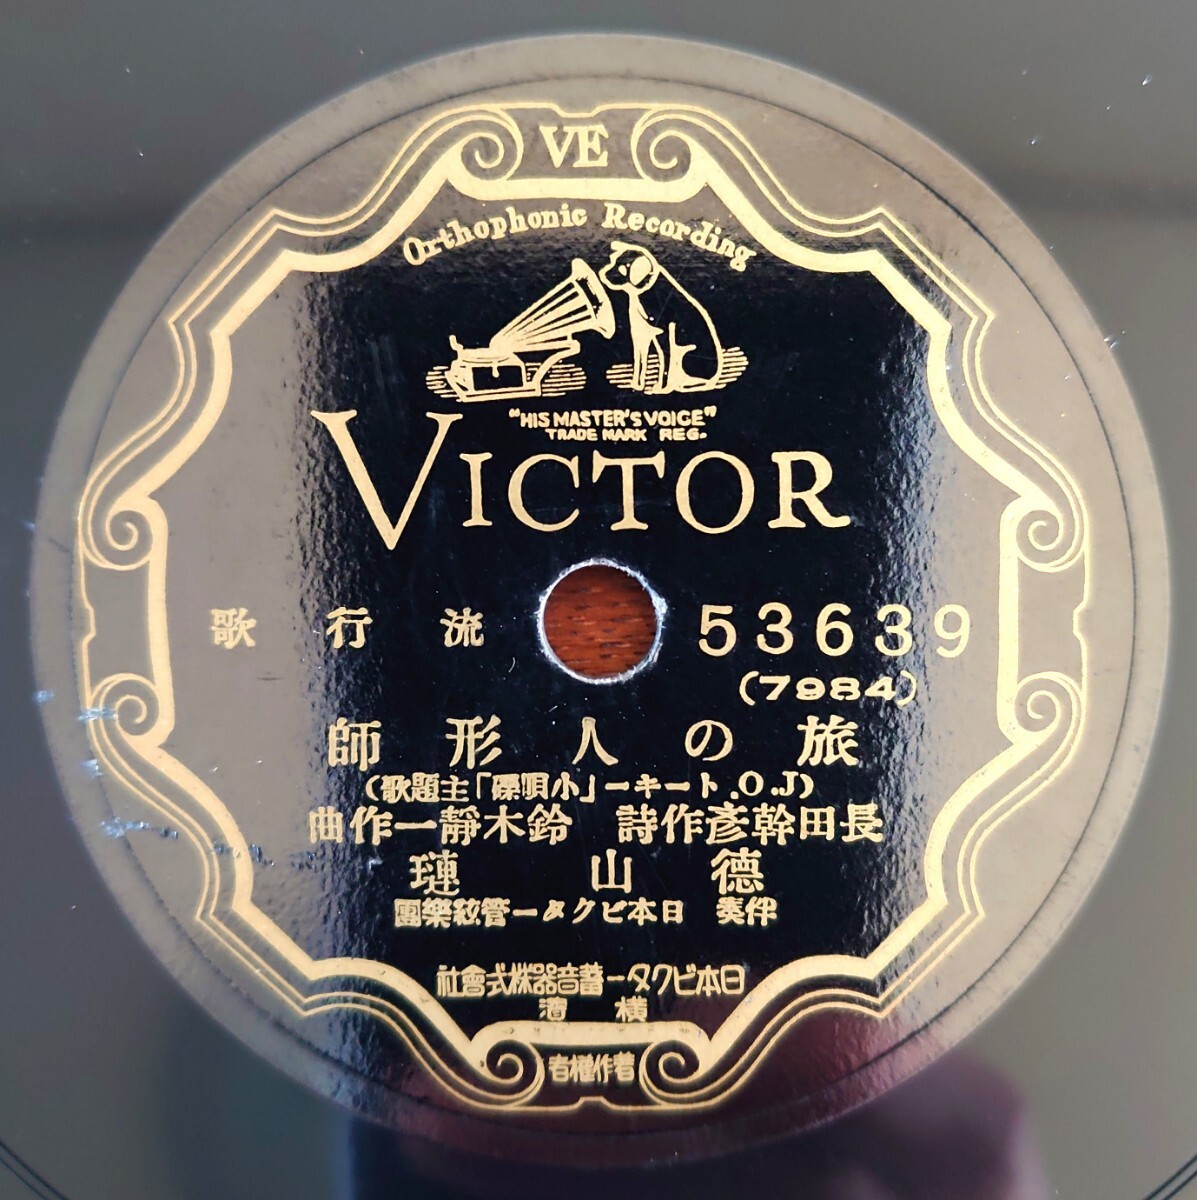 VE
Orthophonic Recording
"HIS MASTER'S VOICE"
TRADE MARK REG.
VICTOR
流行歌
53639
(7984)
旅の人形師
(J.O.トーキー「小唄礫」主題歌)
長田幹彦作詩 鈴木靜一作曲
德山璉
伴奏 日本ビクター管絃樂團
日本ビクター蓄音器株式會社
橫濱
著作權者